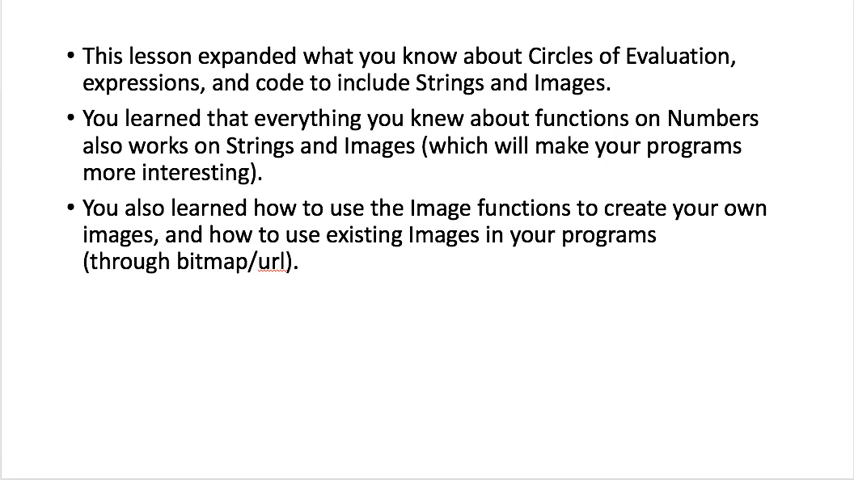 • This lesson expanded what you know about Circles of Evaluation,
expressions, and code to include Strings and Images.
• You learned that everything you knew about functions on Numbers
also works on Strings and Images (which will make your programs
more interesting).
• You also learned how to use the Image functions to create your own
images, and how to use existing Images in your programs
(through bitmap/url).